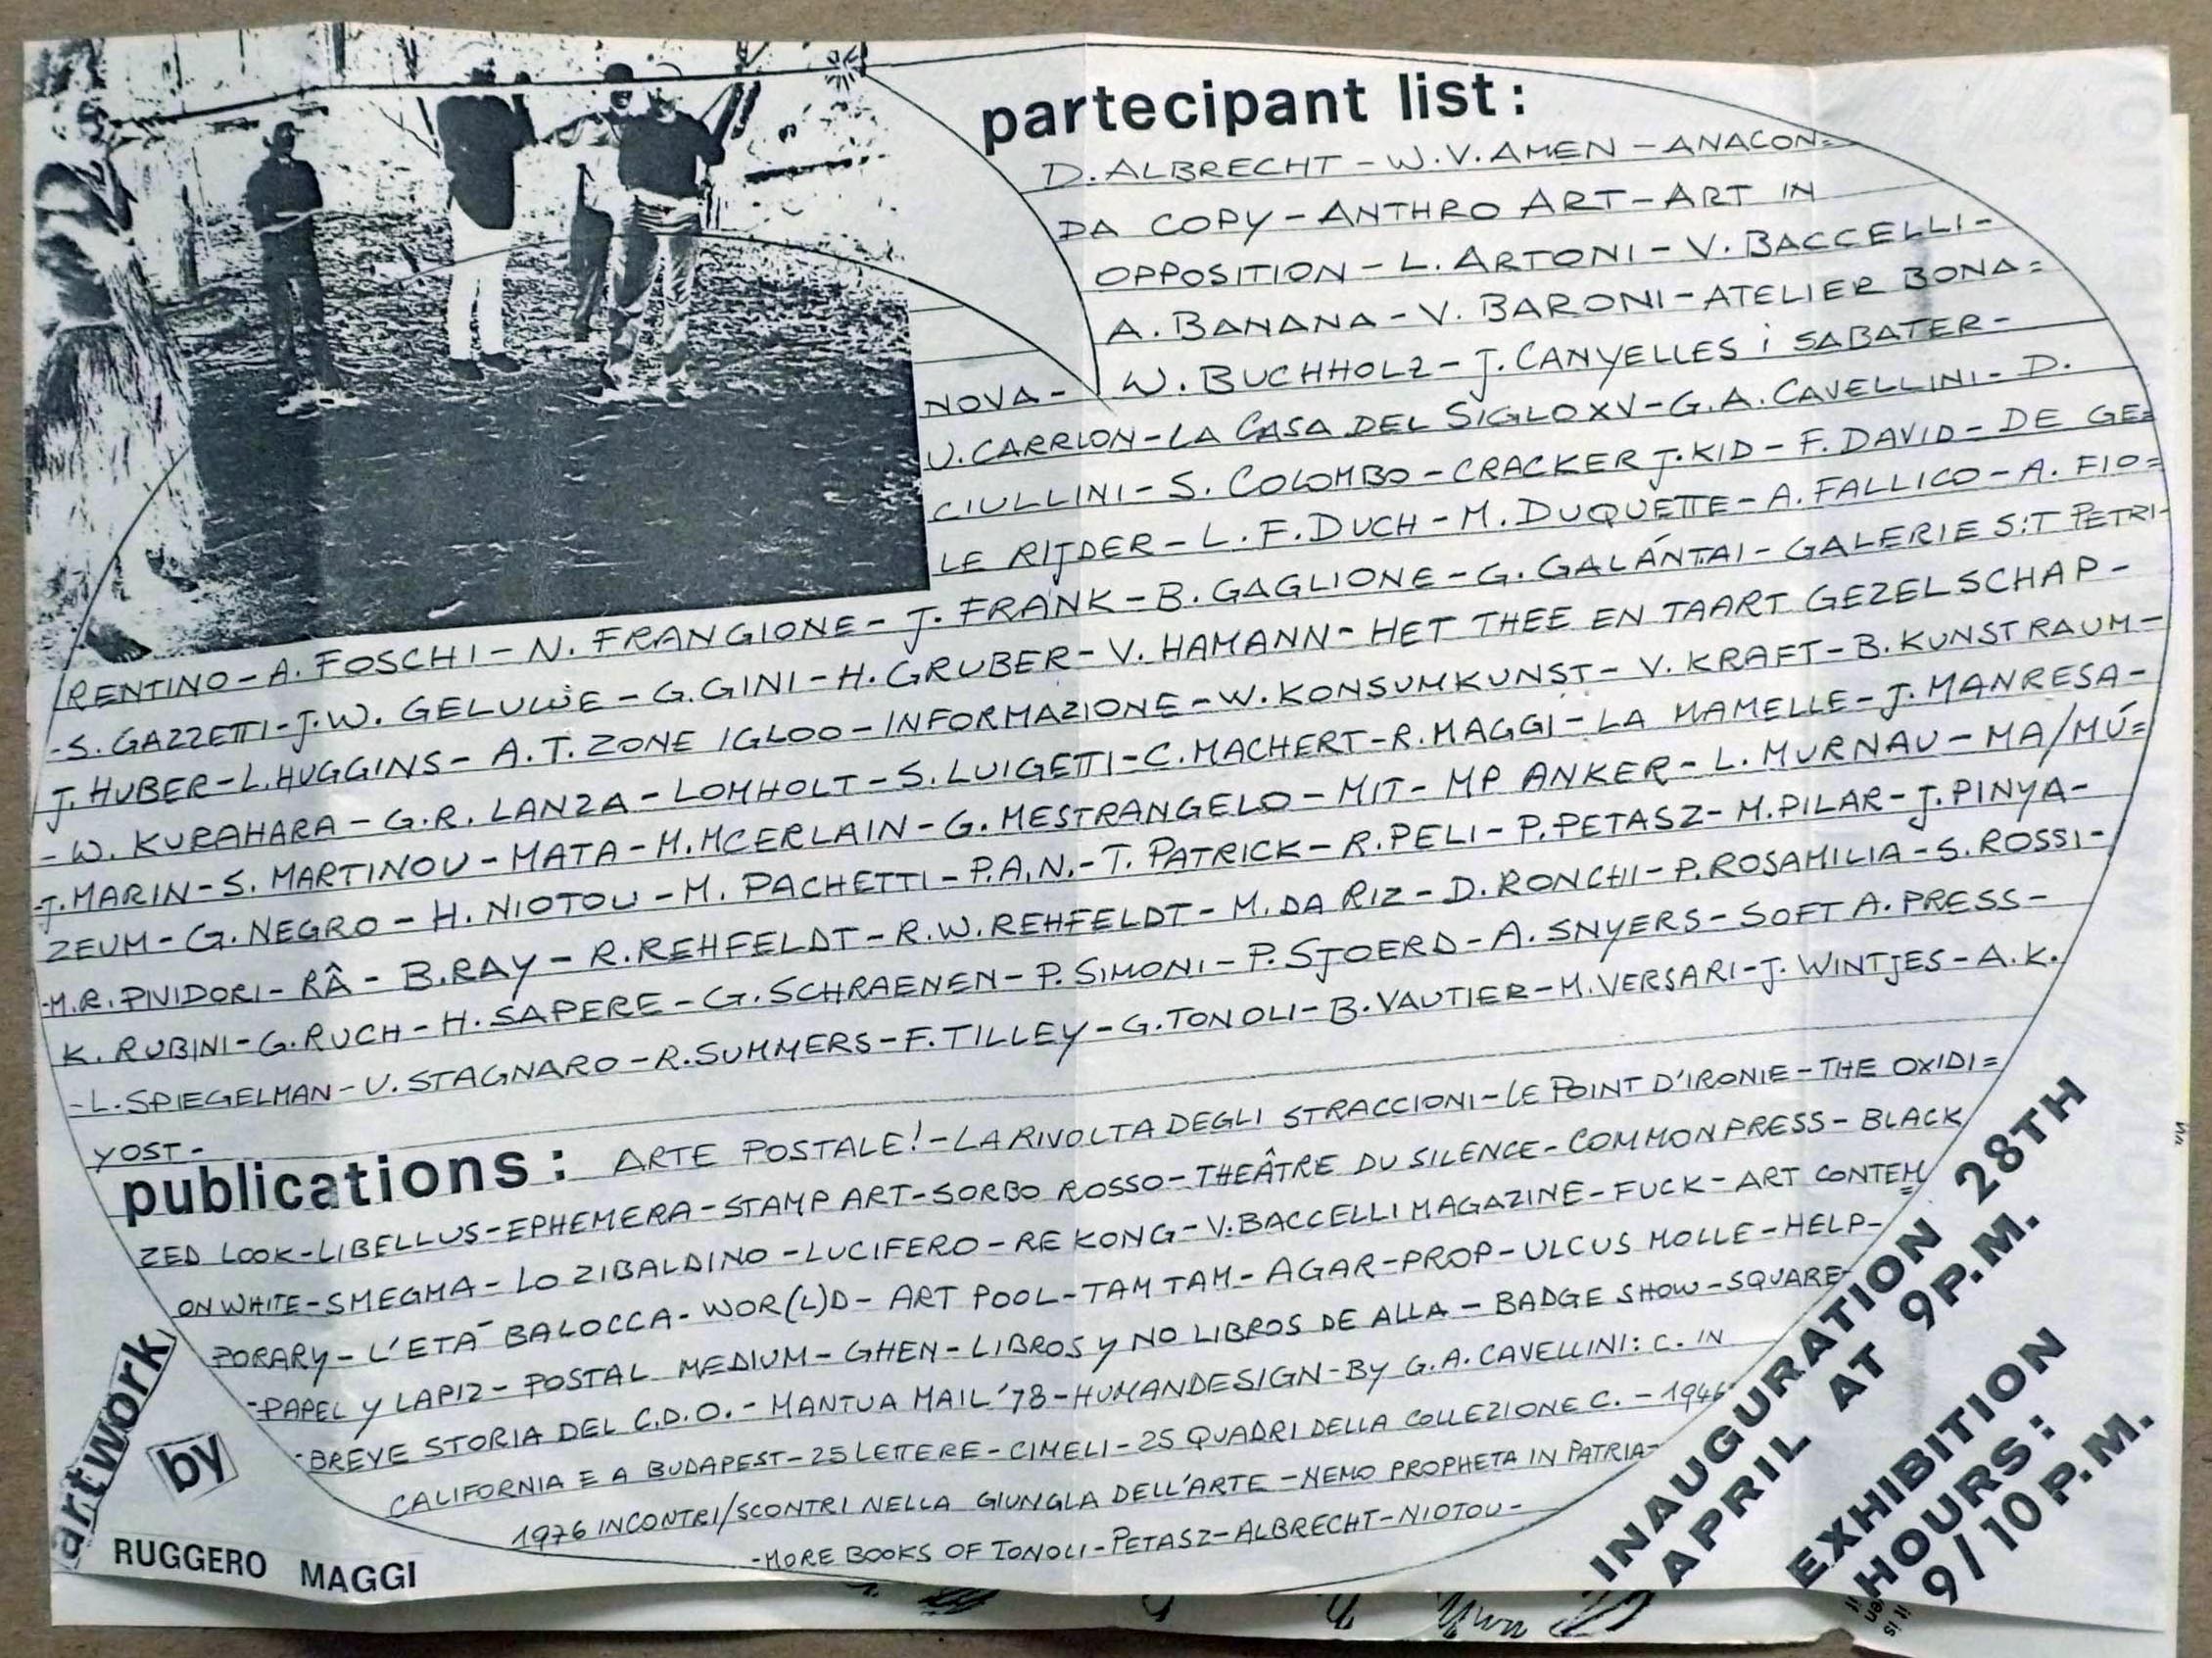 partecipant list:
D. ALBRECHT - W. V. AMEN - ANACON=
DA COPY - ANTHRO ART - ART IN
OPPOSITION - L. ARTONI - V. BACCELLI -
A. BANANA - V. BARONI - ATELIER BONA=
NOVA - W. BUCHHOLZ - J. CANYELLES i SABATER -
U. CARRION - LA CASA DEL SIGLO XV - G. A. CAVELLINI - D.
CIULLINI - S. COLOMBO - CRACKER J. KID - F. DAVID - DE GE=
LE RIJDER - L. F. DUCH - M. DUQUETTE - A. FALLICO - A. FIO=
RENTINO - A. FOSCHI - N. FRANGIONE - J. FRANK - B. GAGLIONE - G. GALÁNTAI - GALERIE S:T PETRI -
- S. GAZZETTI - J. W. GELUWE - G. GINI - H. GRUBER - V. HAMANN - HET THEE EN TAART GEZELSCHAP -
J. HUBER - L. HUGGINS - A. T. ZONE IGLOO - INFORMAZIONE - W. KONSUMKUNST - V. KRAFT - B. KUNSTRAUM -
- W. KURAHARA - G. R. LANZA - LOMHOLT - S. LUIGETTI - C. MACHERT - R. MAGGI - LA MAMELLE - J. MANRESA -
J. MARIN - S. MARTINOU - MATA - M. MCERLAIN - G. MESTRANGELO - MIT - MP ANKER - L. MURNAU - MA/MÚ=
ZEUM - G. NEGRO - H. NIOTOU - M. PACHETTI - P.A.N. - T. PATRICK - R. PELI - P. PETASZ - M. PILAR - J. PINYA -
- M. R. PIVIDORI - RÂ - B. RAY - R. REHFELDT - R. W. REHFELDT - M. DA RIZ - D. RONCHI - P. ROSAMILIA - S. ROSSI -
K. RUBINI - G. RUCH - H. SAPERE - G. SCHRAENEN - P. SIMONI - P. SJOERD - A. SNYERS - SOFT A. PRESS -
- L. SPIEGELMAN - U. STAGNARO - R. SUMMERS - F. TILLEY - G. TONOLI - B. VAUTIER - M. VERSARI - J. WINTJES - A. K.
YOST -
publications: ARTE POSTALE! - LA RIVOLTA DEGLI STRACCIONI - LE POINT D'IRONIE - THE OXIDI=
ZED LOOK - LIBELLUS - EPHEMERA - STAMP ART - SORBO ROSSO - THEÂTRE DU SILENCE - COMMONPRESS - BLACK
ON WHITE - SMEGMA - LO ZIBALDINO - LUCIFERO - RE KONG - V. BACCELLI MAGAZINE - FUCK - ART CONTEM=
PORARY - L'ETA' BALOCCA - WOR(L)D - ART POOL - TAM TAM - AGAR - PROP - ULCUS MOLLE - HELP -
- PAPEL Y LAPIZ - POSTAL MEDIUM - GHEN - LIBROS Y NO LIBROS DE ALLA - BADGE SHOW - SQUARE -
- BREVE STORIA DEL C.D.O. - MANTUA MAIL '78 - HUMANDESIGN - BY G. A. CAVELLINI: C. IN
CALIFORNIA E A BUDAPEST - 25 LETTERE - CIMELI - 25 QUADRI DELLA COLLEZIONE C. - 1946
1976 INCONTRI/SCONTRI NELLA GIUNGLA DELL'ARTE - NEMO PROPHETA IN PATRIA -
- MORE BOOKS OF TONOLI - PETASZ - ALBRECHT - NIOTOU -
artwork
by
RUGGERO MAGGI
INAUGURATION 28TH
APRIL AT 9P.M.
EXHIBITION
HOURS:
9/10 P.M.
it is